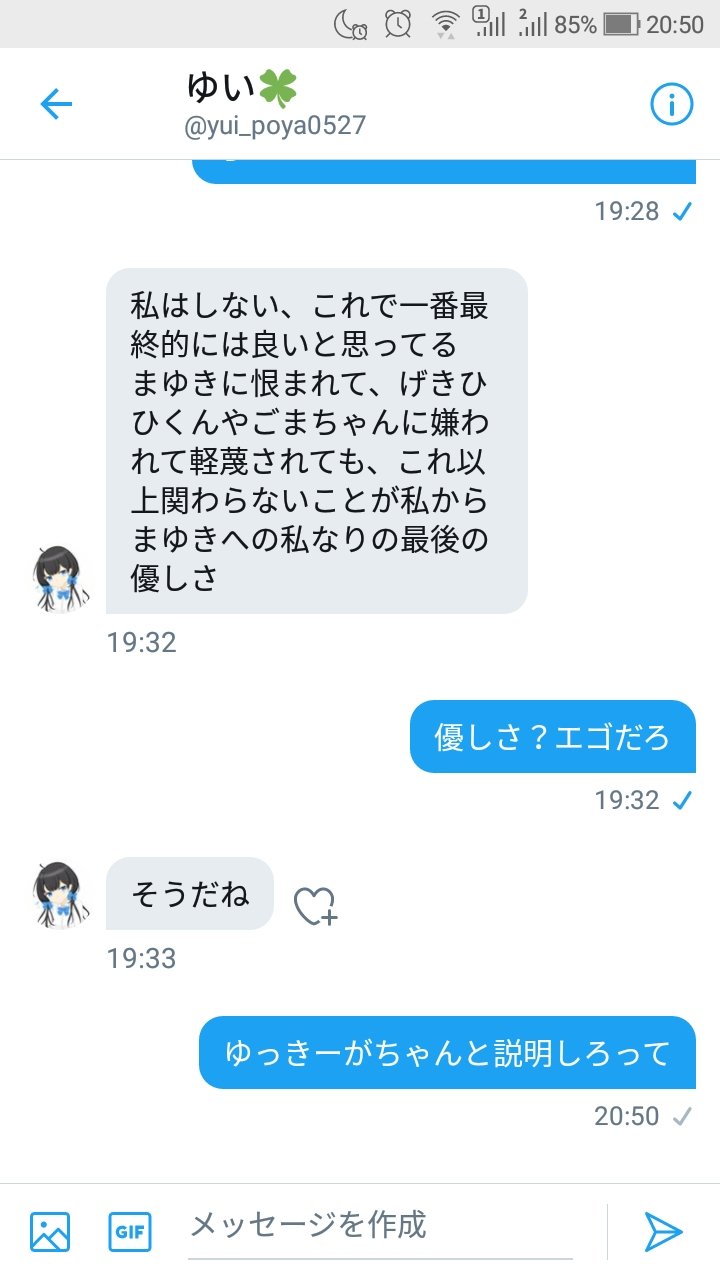 1
2
85%
20:50
ゆい🍀
@yui_poya0527
19:28
私はしない、これで一番最
終的には良いと思ってる
まゆきに恨まれて、げきひ
ひくんやごまちゃんに嫌わ
れて軽蔑されても、これ以
上関わらないことが私から
まゆきへの私なりの最後の
優しさ
19:32
優しさ？エゴだろ
19:32
そうだね
19:33
ゆっきーがちゃんと説明しろって
20:50
GIF
メッセージを作成